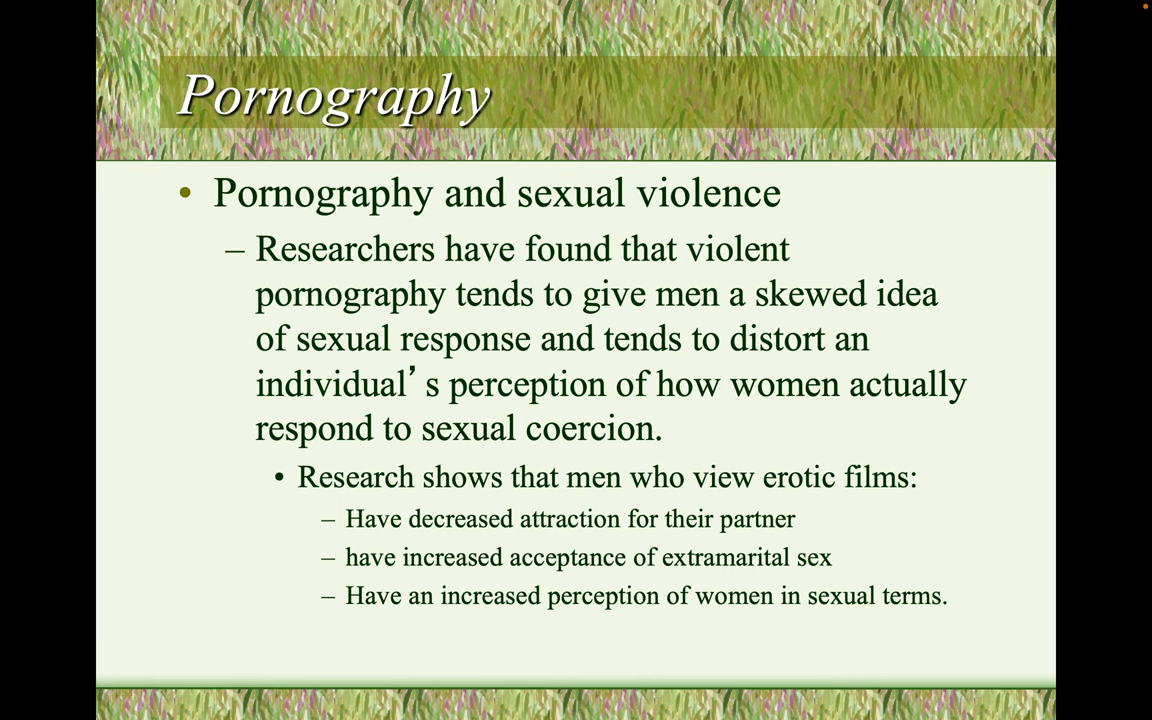 Pornography
• Pornography and sexual violence
– Researchers have found that violent
pornography tends to give men a skewed idea
of sexual response and tends to distort an
individual’s perception of how women actually
respond to sexual coercion.
• Research shows that men who view erotic films:
– Have decreased attraction for their partner
– have increased acceptance of extramarital sex
– Have an increased perception of women in sexual terms.